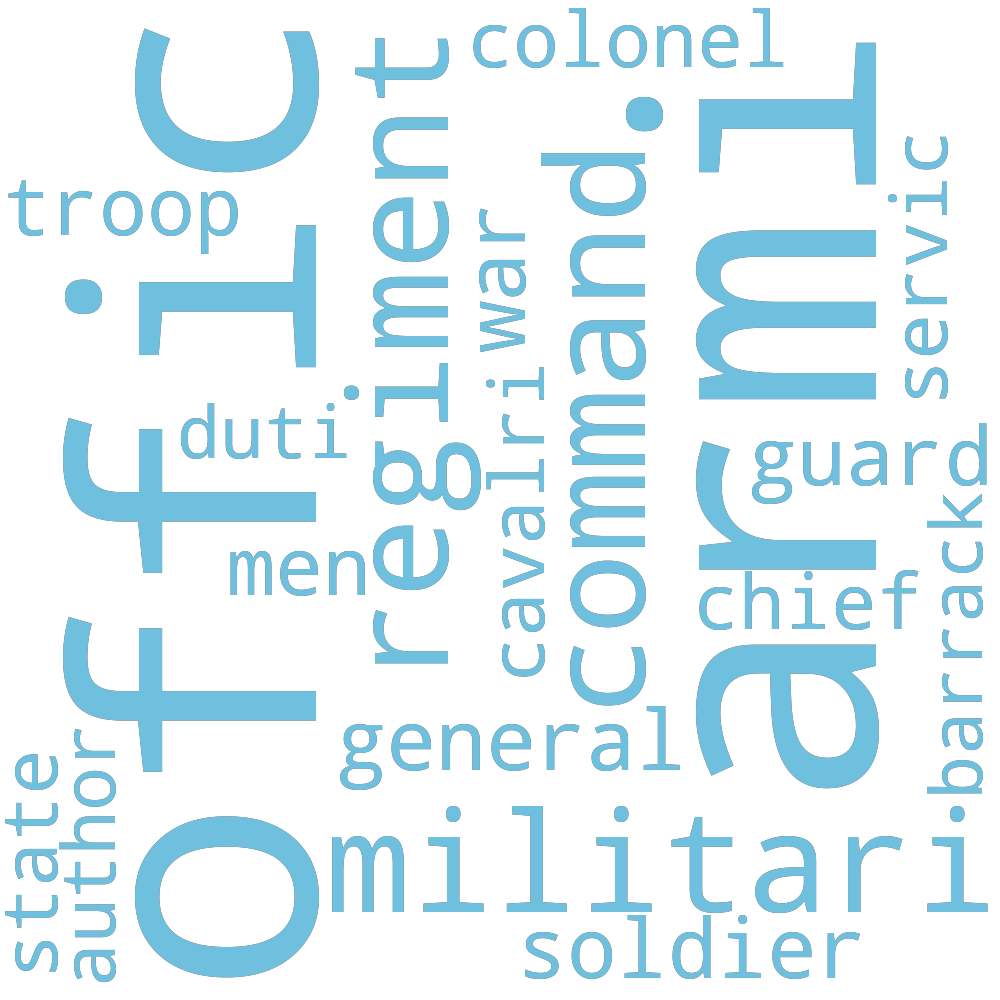 colonel
offic
regiment
command
armi
servic
troop
war
duti
cavalri
guard
men
chief
barrack
general
state
author
militari
soldier